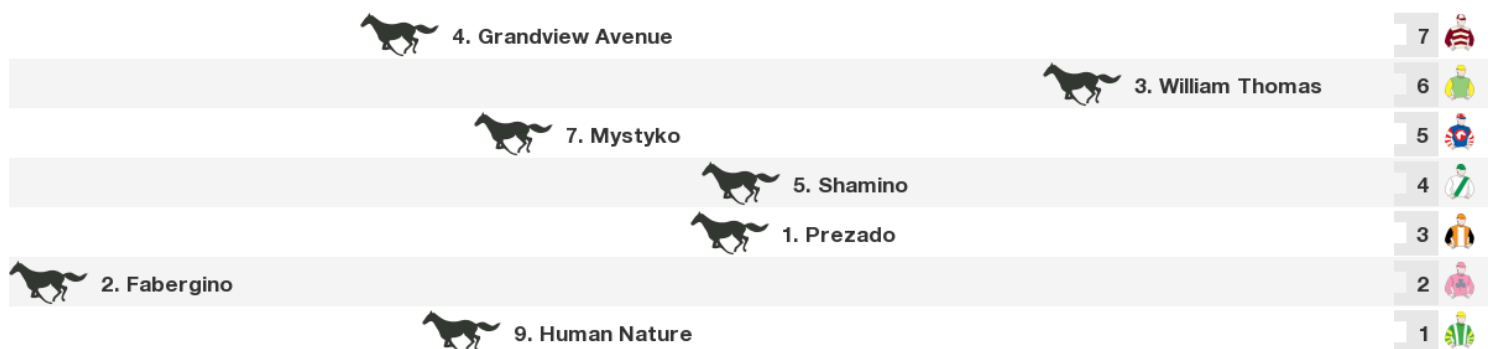 4. Grandview Avenue 7
3. William Thomas 6
7. Mystyko 5
5. Shamino 4
1. Prezado 3
2. Fabergino 2
9. Human Nature 1